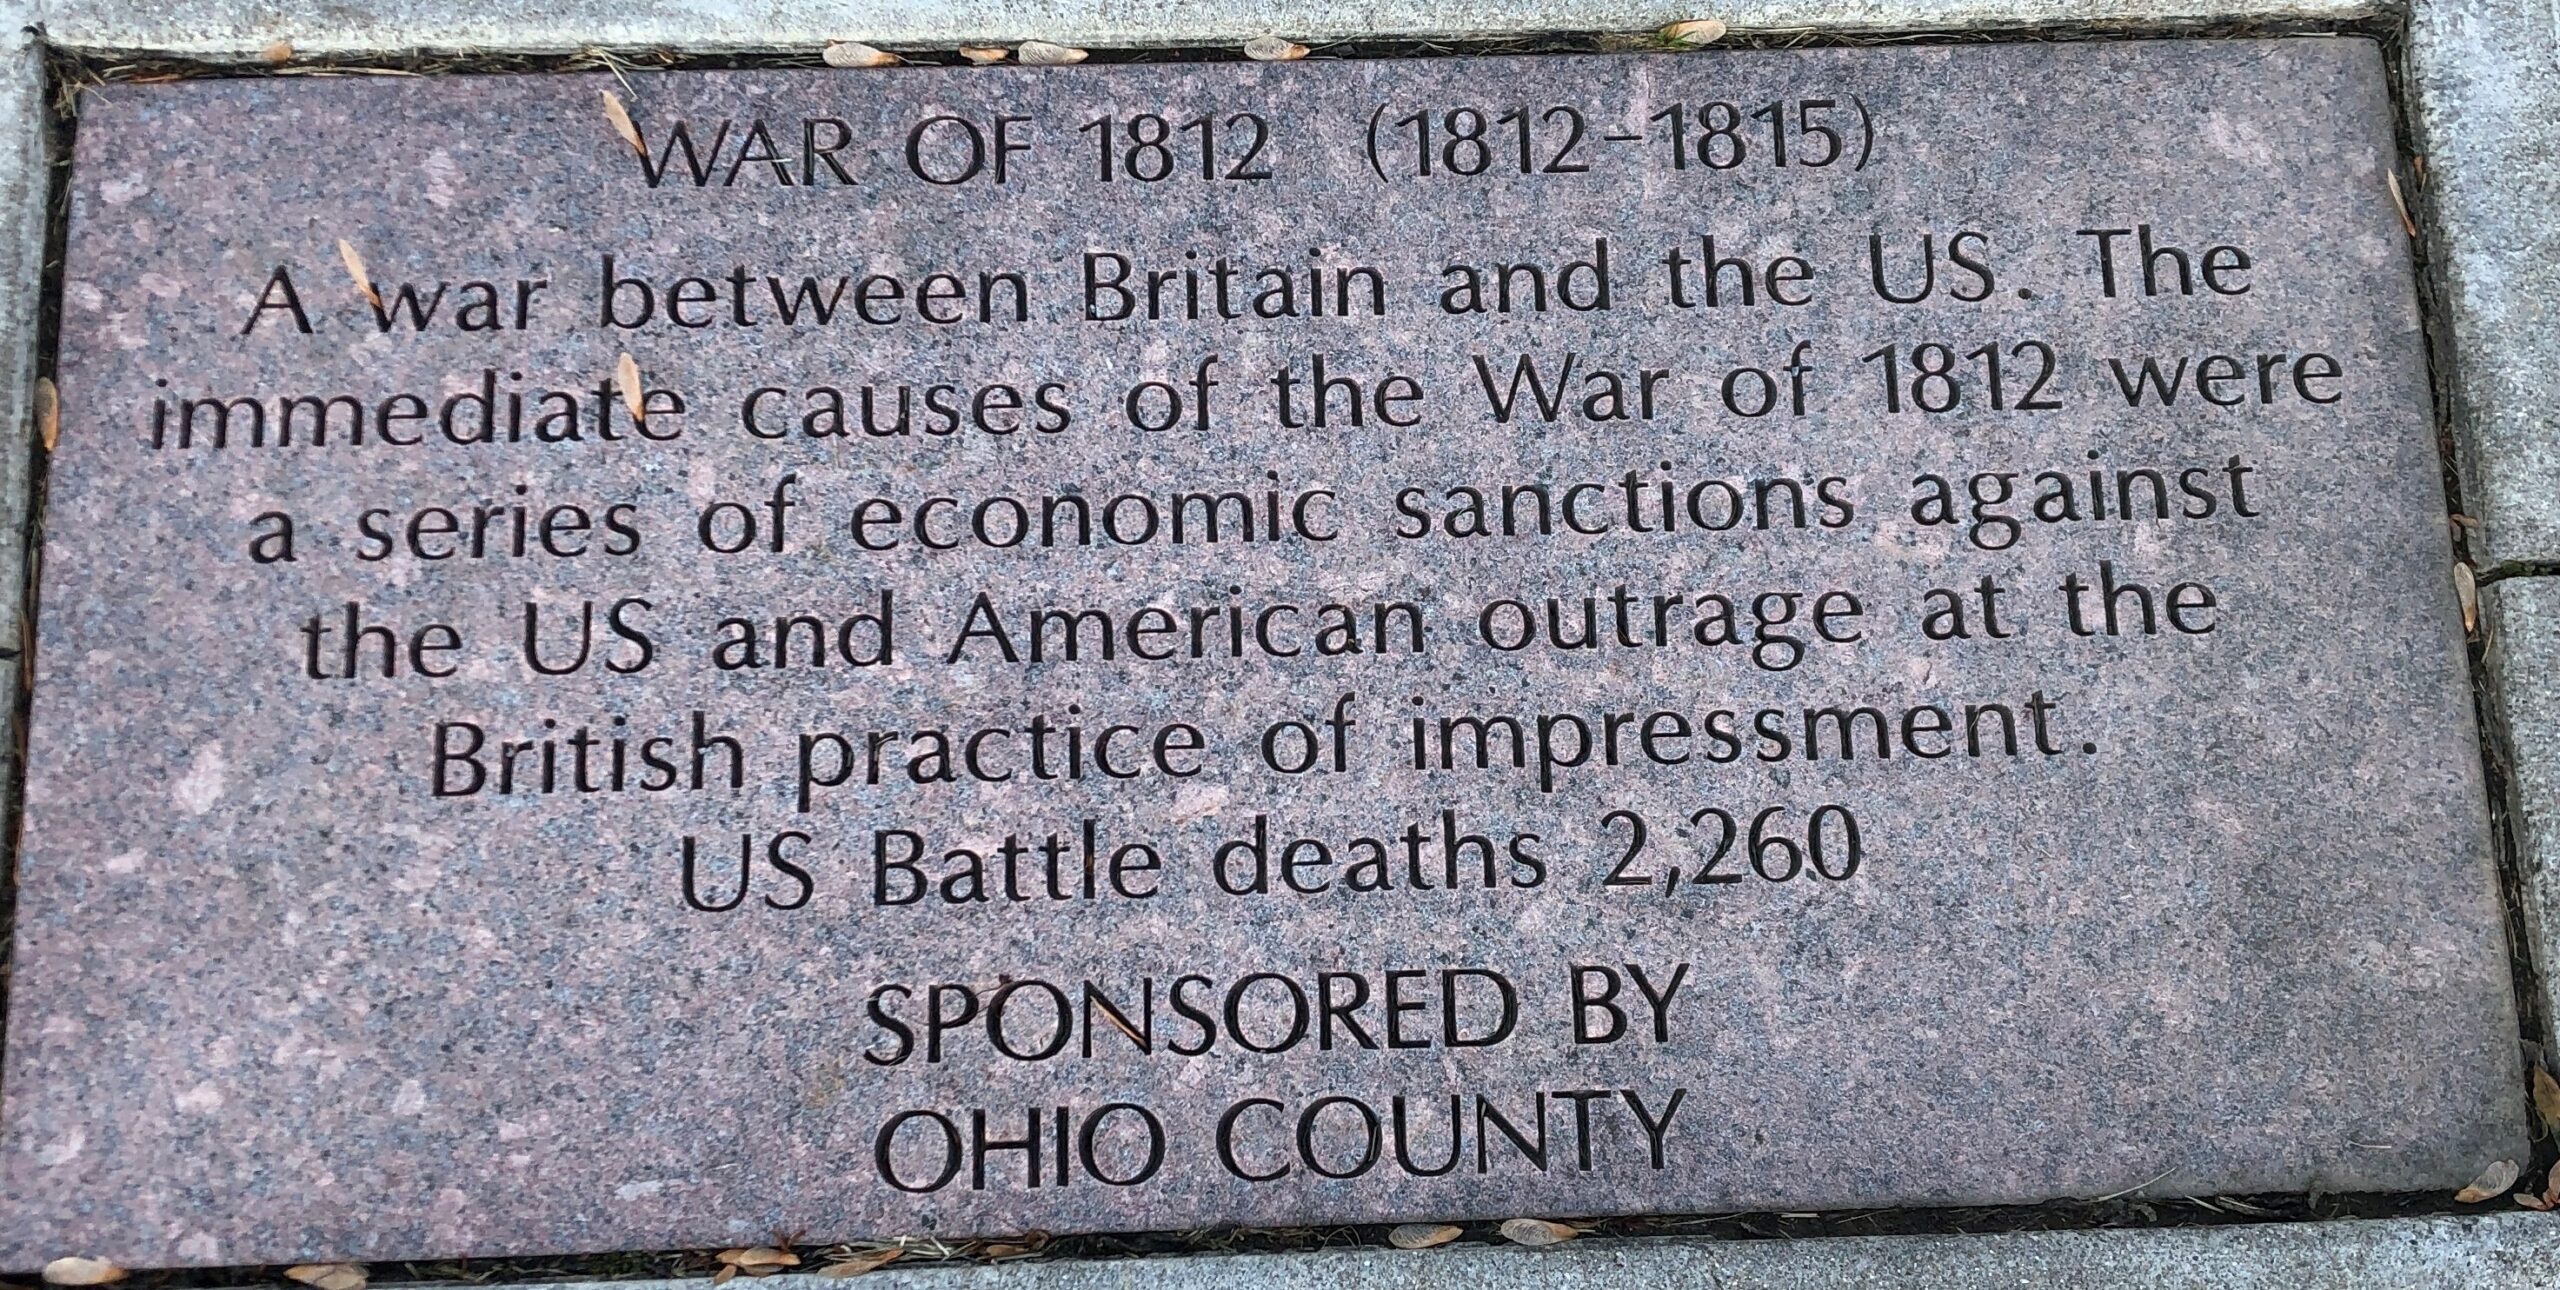 WAR OF 1812 (1812-1815)
A war between Britain and the US. The
immediate causes of the War of 1812 were
a series of economic sanctions against
the US and American outrage at the
British practice of impressment.
US Battle deaths 2,260
SPONSORED BY
OHIO COUNTY